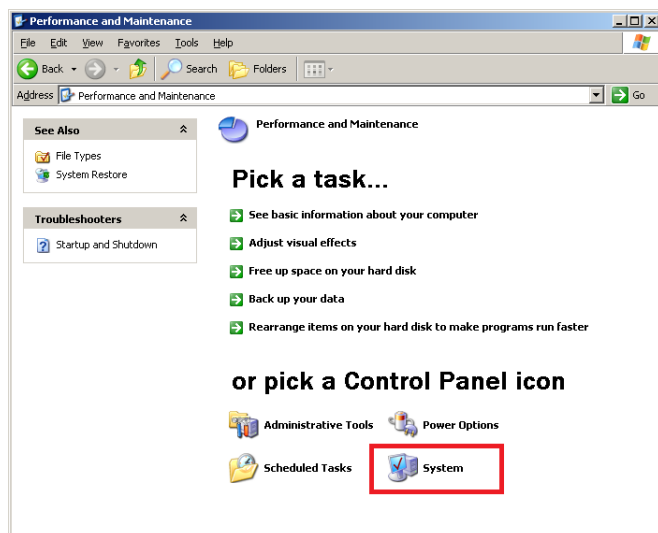 Performance and Maintenance
File Edit View Favorites Tools Help
Back Search Folders
Address Performance and Maintenance Go
See Also
File Types
System Restore
Troubleshooters
Startup and Shutdown
Performance and Maintenance
Pick a task...
See basic information about your computer
Adjust visual effects
Free up space on your hard disk
Back up your data
Rearrange items on your hard disk to make programs run faster
or pick a Control Panel icon
Administrative Tools Power Options
Scheduled Tasks System